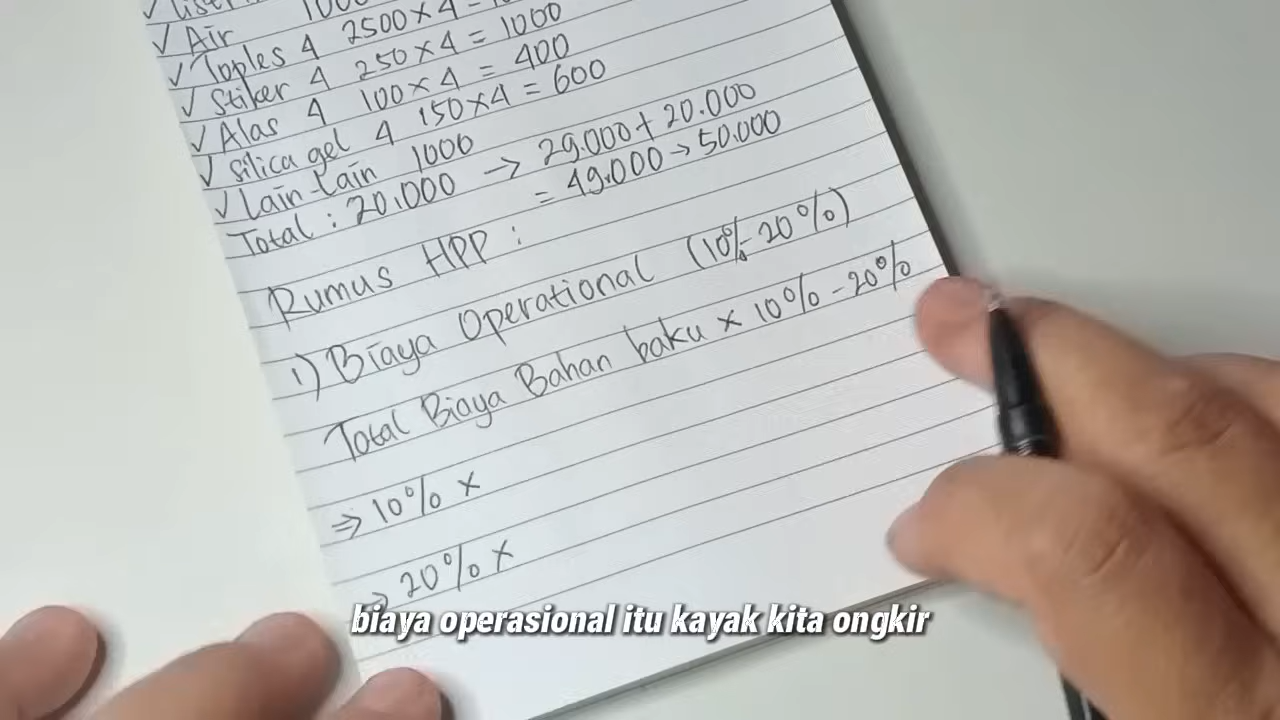 ✓ Air
✓ Toples 4 2500 × 4 =
✓ Stiker 4 250 × 4 = 1000
✓ Alas 4 100 × 4 = 400
✓ Silica gel 4 150 × 4 = 600
✓ Lain-lain 1000
Total : 20.000 → 29.000 + 20.000
= 49.000 → 50.000
Rumus HPP :
1) Biaya Operational (10% - 20%)
Total Biaya Bahan baku × 10% - 20%
⇒ 10% ×
⇒ 20% ×
biaya operasional itu kayak kita ongkir